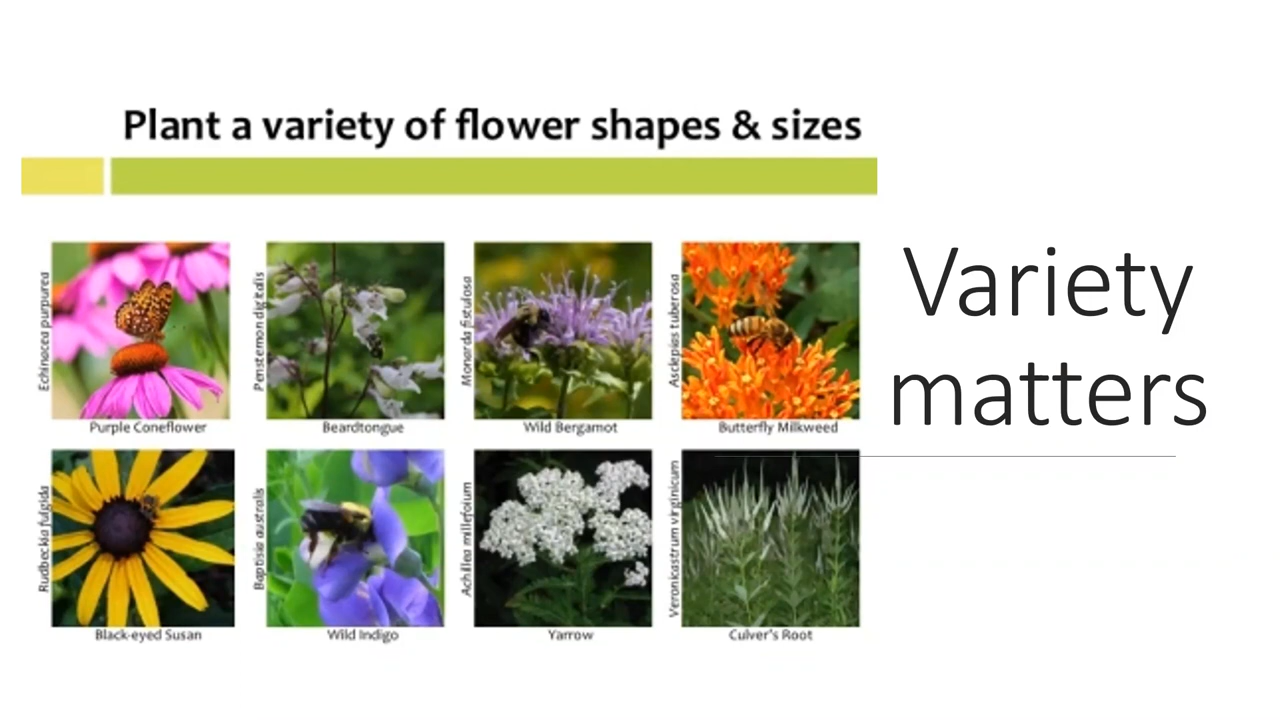 Plant a variety of flower shapes & sizes
Echinacea purpurea
Purple Coneflower
Penstemon digitalis
Beardtongue
Monarda fistulosa
Wild Bergamot
Asclepias tuberosa
Butterfly Milkweed
Rudbeckia fulgida
Black-eyed Susan
Baptisia australis
Wild Indigo
Achillea millefolium
Yarrow
Veronicastrum virginicum
Culver's Root
Variety
matters